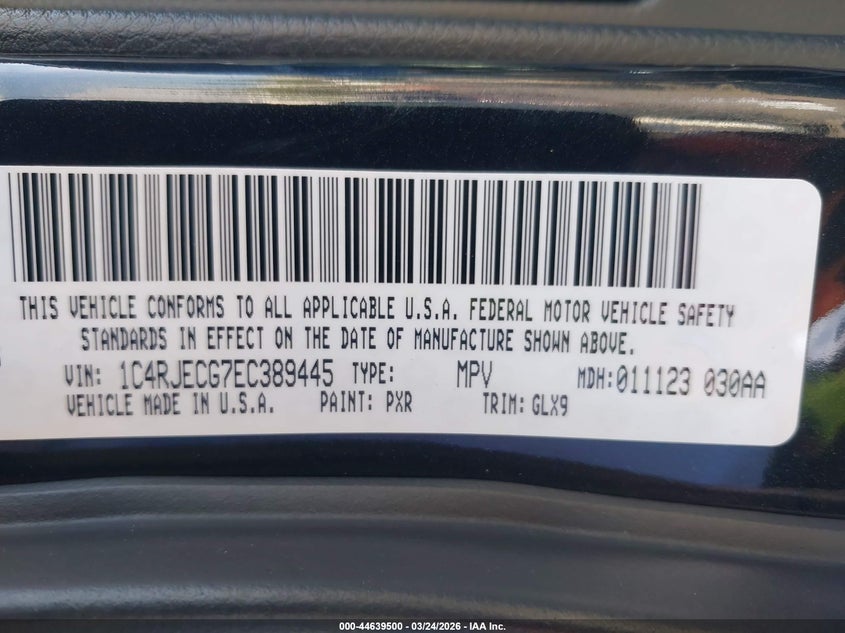 THIS VEHICLE CONFORMS TO ALL APPLICABLE U.S.A. FEDERAL MOTOR VEHICLE SAFETY
STANDARDS IN EFFECT ON THE DATE OF MANUFACTURE SHOWN ABOVE.
VIN: 1C4RJECG7EC389445 TYPE: MPV MDH:011123 030AA
VEHICLE MADE IN U.S.A. PAINT: PXR TRIM: GLX9
000-44639500 - 03/24/2026 - IAA Inc.